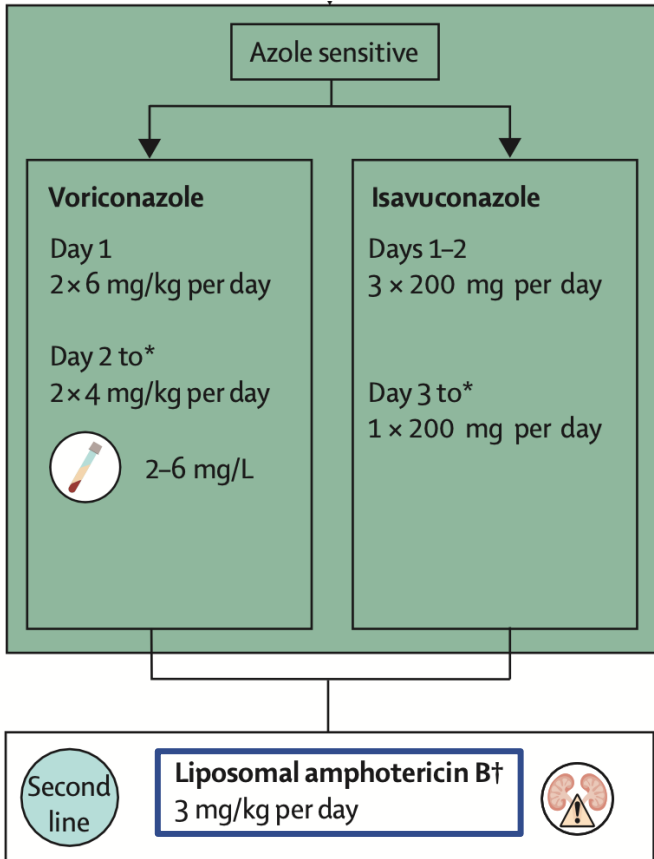 Azole sensitive
Voriconazole
Day 1
2 × 6 mg/kg per day
Day 2 to*
2 × 4 mg/kg per day
2–6 mg/L
Isavuconazole
Days 1–2
3 × 200 mg per day
Day 3 to*
1 × 200 mg per day
Second
line
Liposomal amphotericin B†
3 mg/kg per day
!